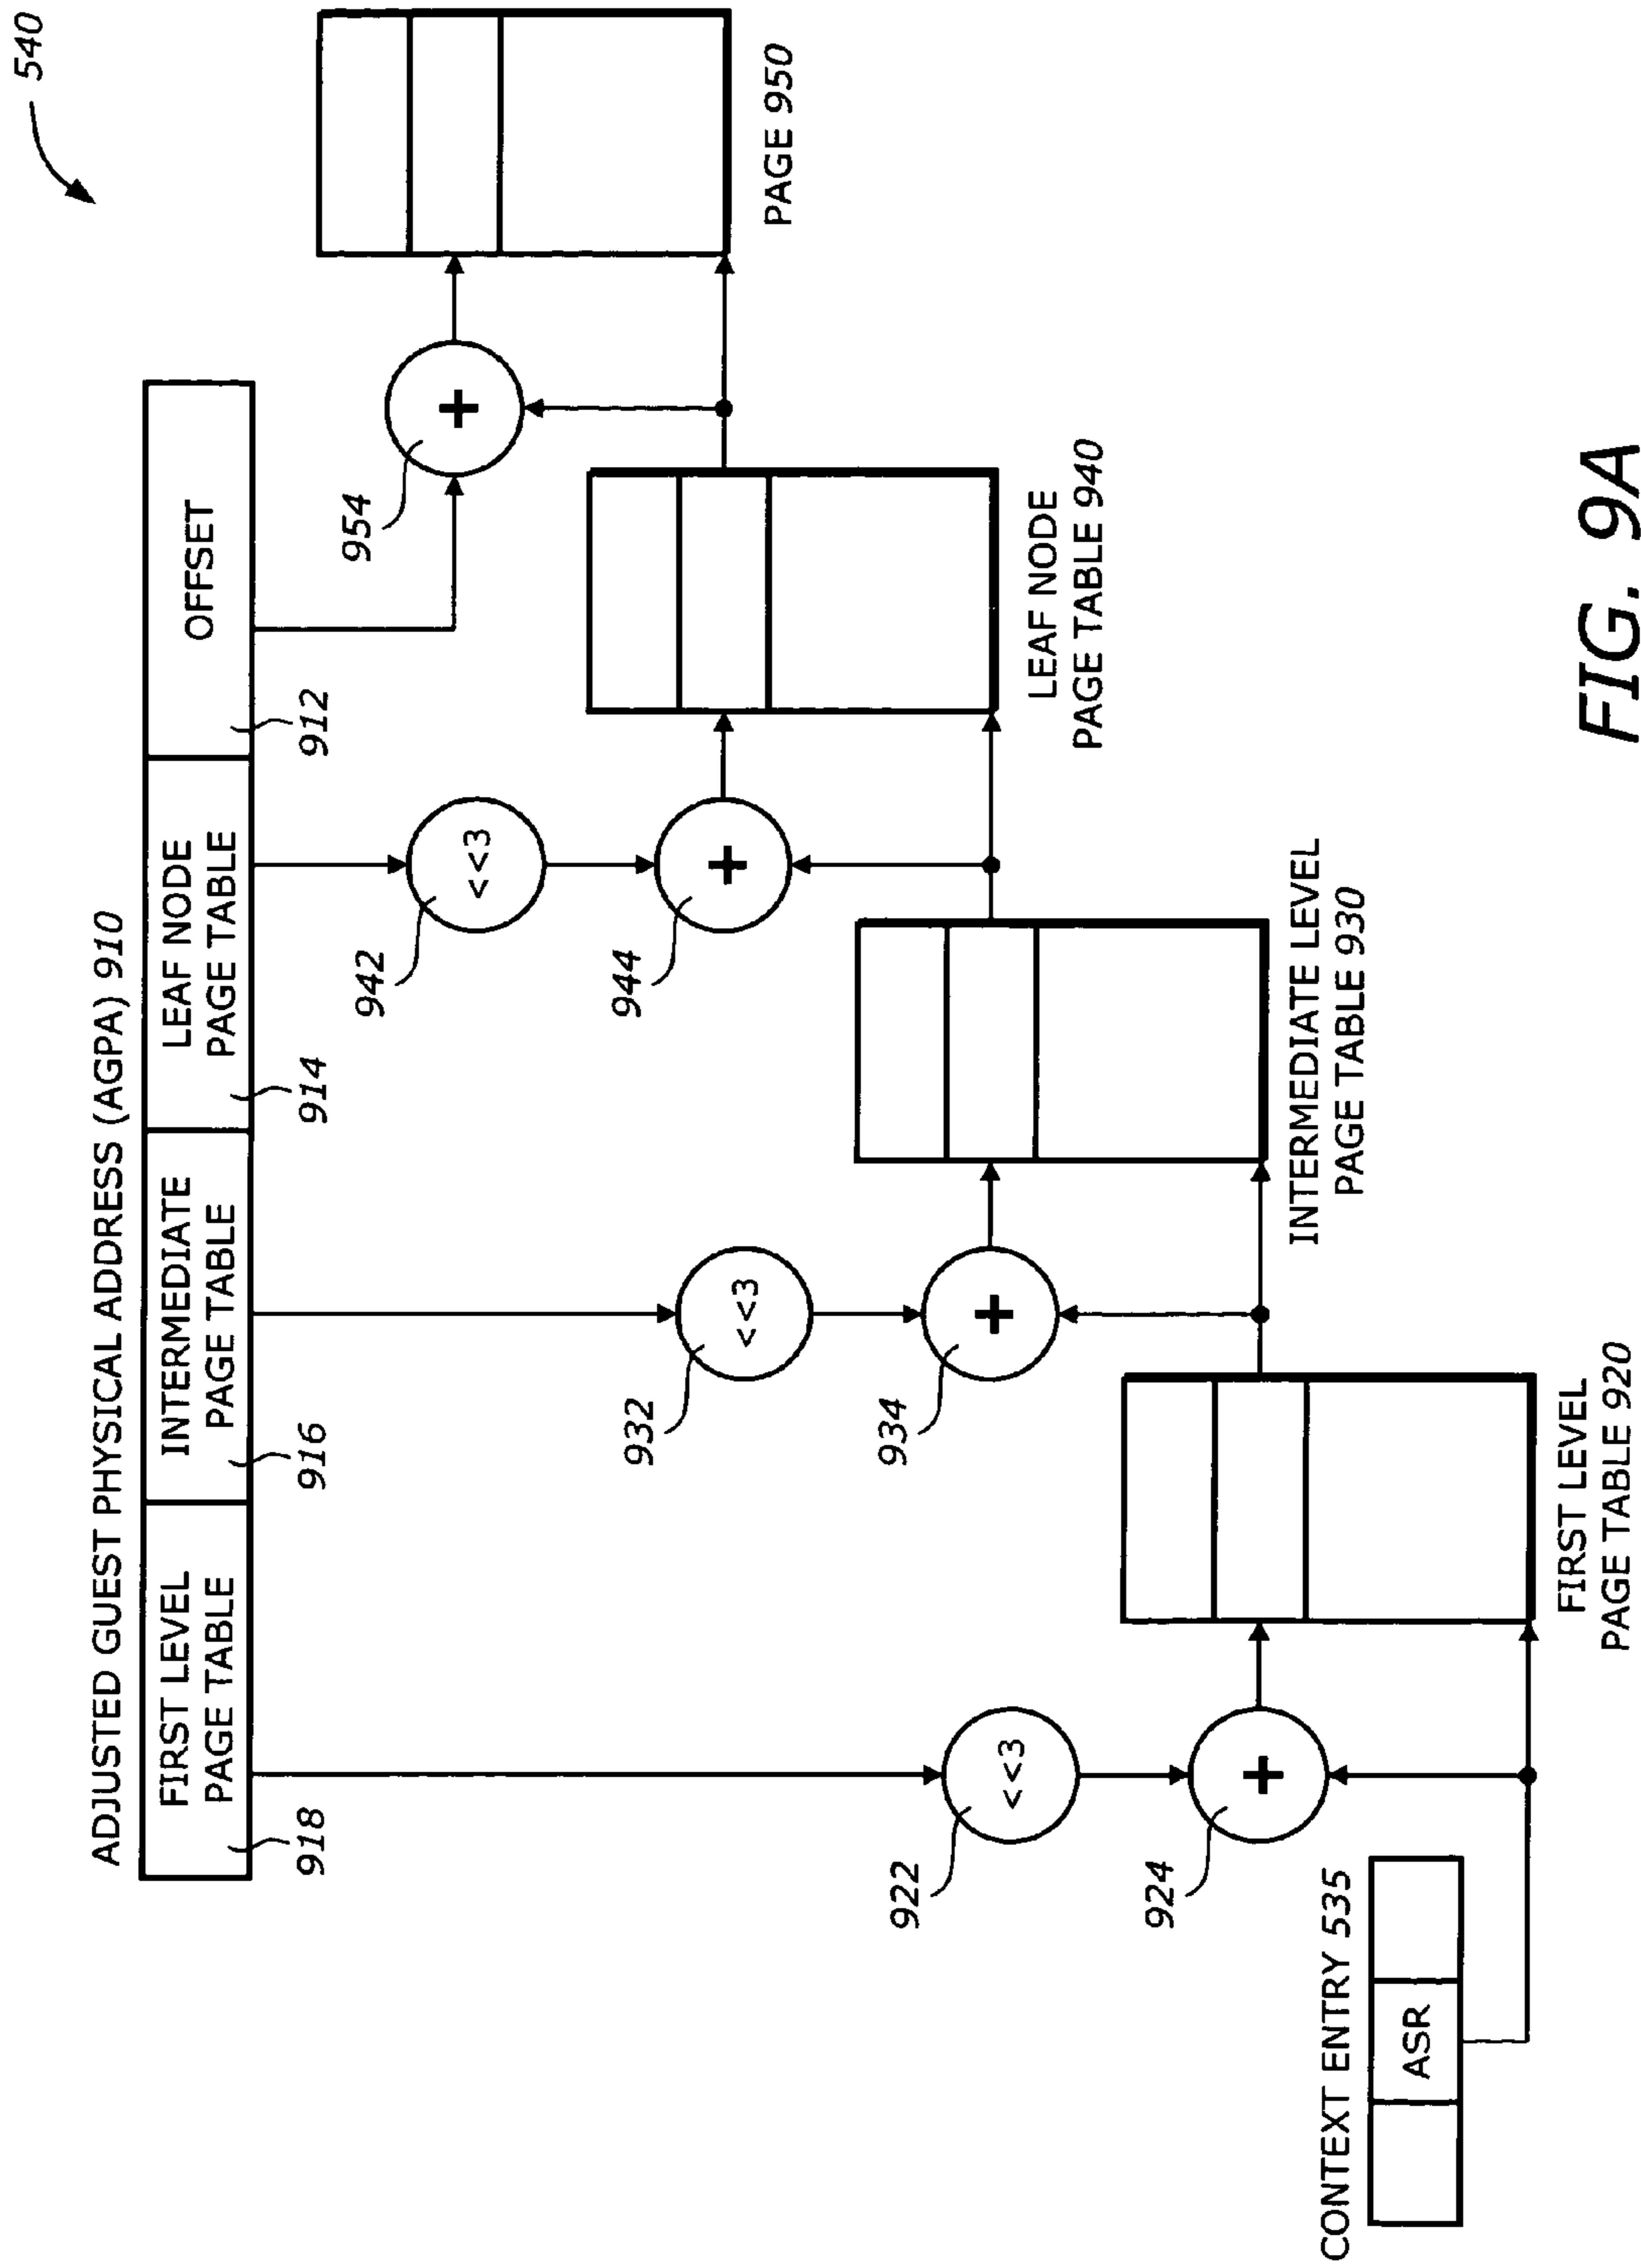 540
ADJUSTED GUEST PHYSICAL ADDRESS (AGPA) 910
FIRST LEVEL
PAGE TABLE
INTERMEDIATE
PAGE TABLE
LEAF NODE
PAGE TABLE
OFFSET
918
916
914
912
954
+
PAGE 950
942
<<3
944
+
LEAF NODE
PAGE TABLE 940
932
<<3
934
+
INTERMEDIATE LEVEL
PAGE TABLE 930
922
<<3
924
+
FIRST LEVEL
PAGE TABLE 920
CONTEXT ENTRY 535
ASR
FIG. 9A